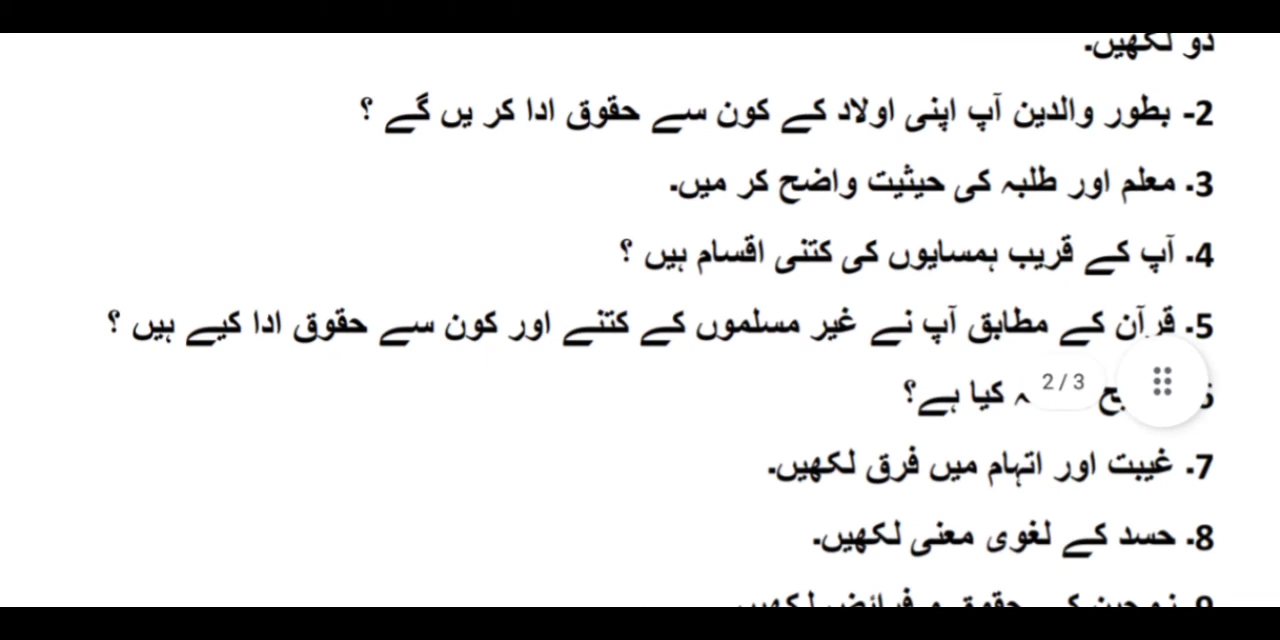 دو لکھیں۔
2- بطور والدین آپ اپنی اولاد کے کون سے حقوق ادا کر یں گے ؟
3. معلم اور طلبہ کی حیثیت واضح کر میں۔
4. آپ کے قریب ہمسایوں کی کتنی اقسام ہیں ؟
5. قرآن کے مطابق آپ نے غیر مسلموں کے کتنے اور کون سے حقوق ادا کیے ہیں ؟
کیا ہے؟
2 / 3
7. غیبت اور اتہام میں فرق لکھیں۔
8. حسد کے لغوی معنی لکھیں۔